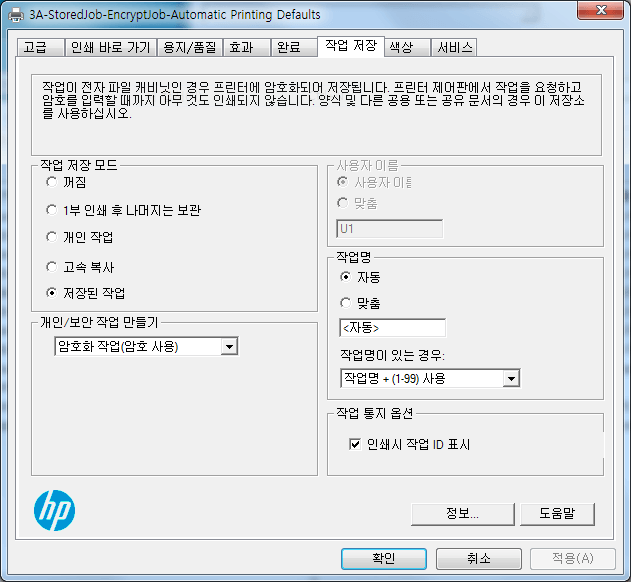 3A-StoredJob-EncryptJob-Automatic Printing Defaults
고급 인쇄 바로 가기 용지/품질 효과 완료 작업 저장 색상 서비스
작업이 전자 파일 캐비닛인 경우 프린터에 암호화되어 저장됩니다. 프린터 제어판에서 작업을 요청하고
암호를 입력할 때까지 아무 것도 인쇄되지 않습니다. 양식 및 다른 공용 또는 공유 문서의 경우 이 저장소
를 사용하십시오.
작업 저장 모드
꺼짐
1부 인쇄 후 나머지는 보관
개인 작업
고속 복사
저장된 작업
개인/보안 작업 만들기
암호화 작업(암호 사용)
사용자 이름
사용자 이름
맞춤
U1
작업명
자동
맞춤
<자동>
작업명이 있는 경우:
작업명 + (1-99) 사용
작업 통지 옵션
인쇄시 작업 ID 표시
hp
정보... 도움말
확인 취소 적용(A)